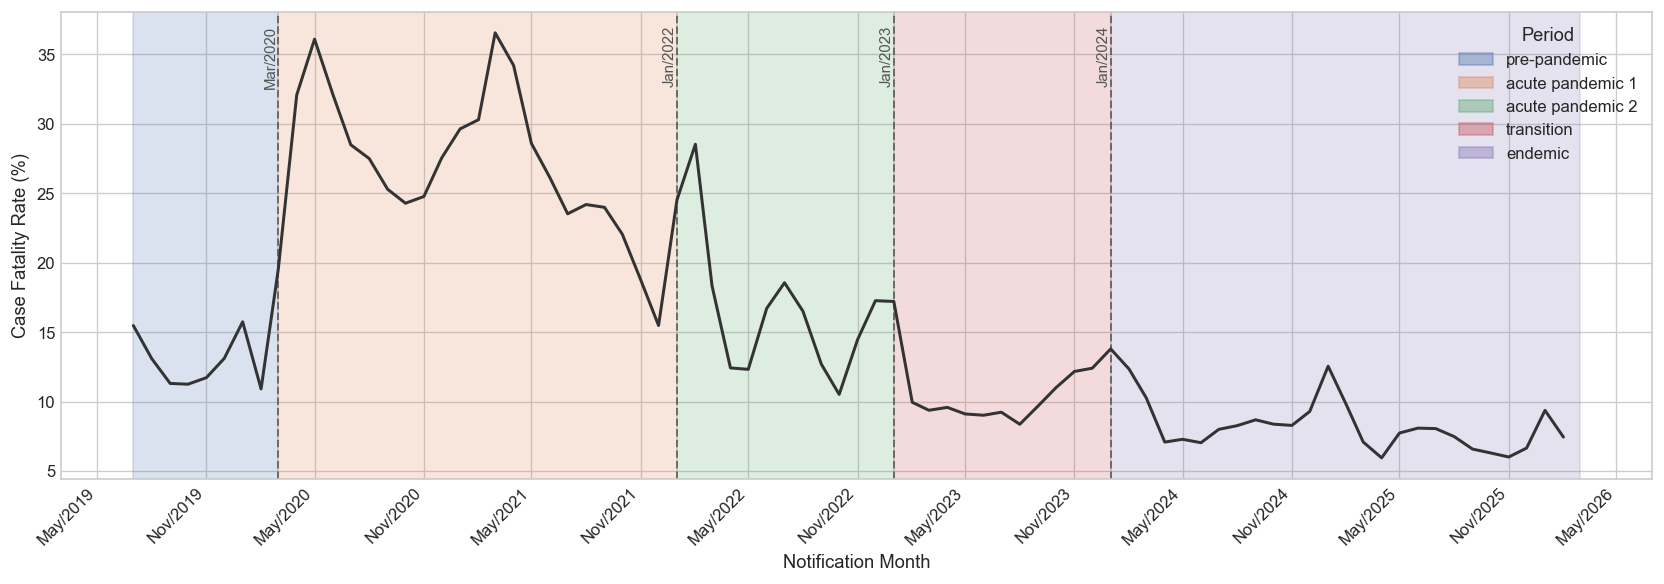 Case Fatality Rate (%)
35
30
25
20
15
10
5
Mar/2020
Jan/2022
Jan/2023
Jan/2024
Period
pre-pandemic
acute pandemic 1
acute pandemic 2
transition
endemic
May/2019
Nov/2019
May/2020
Nov/2020
May/2021
Nov/2021
May/2022
Nov/2022
May/2023
Nov/2023
May/2024
Nov/2024
May/2025
Nov/2025
May/2026
Notification Month